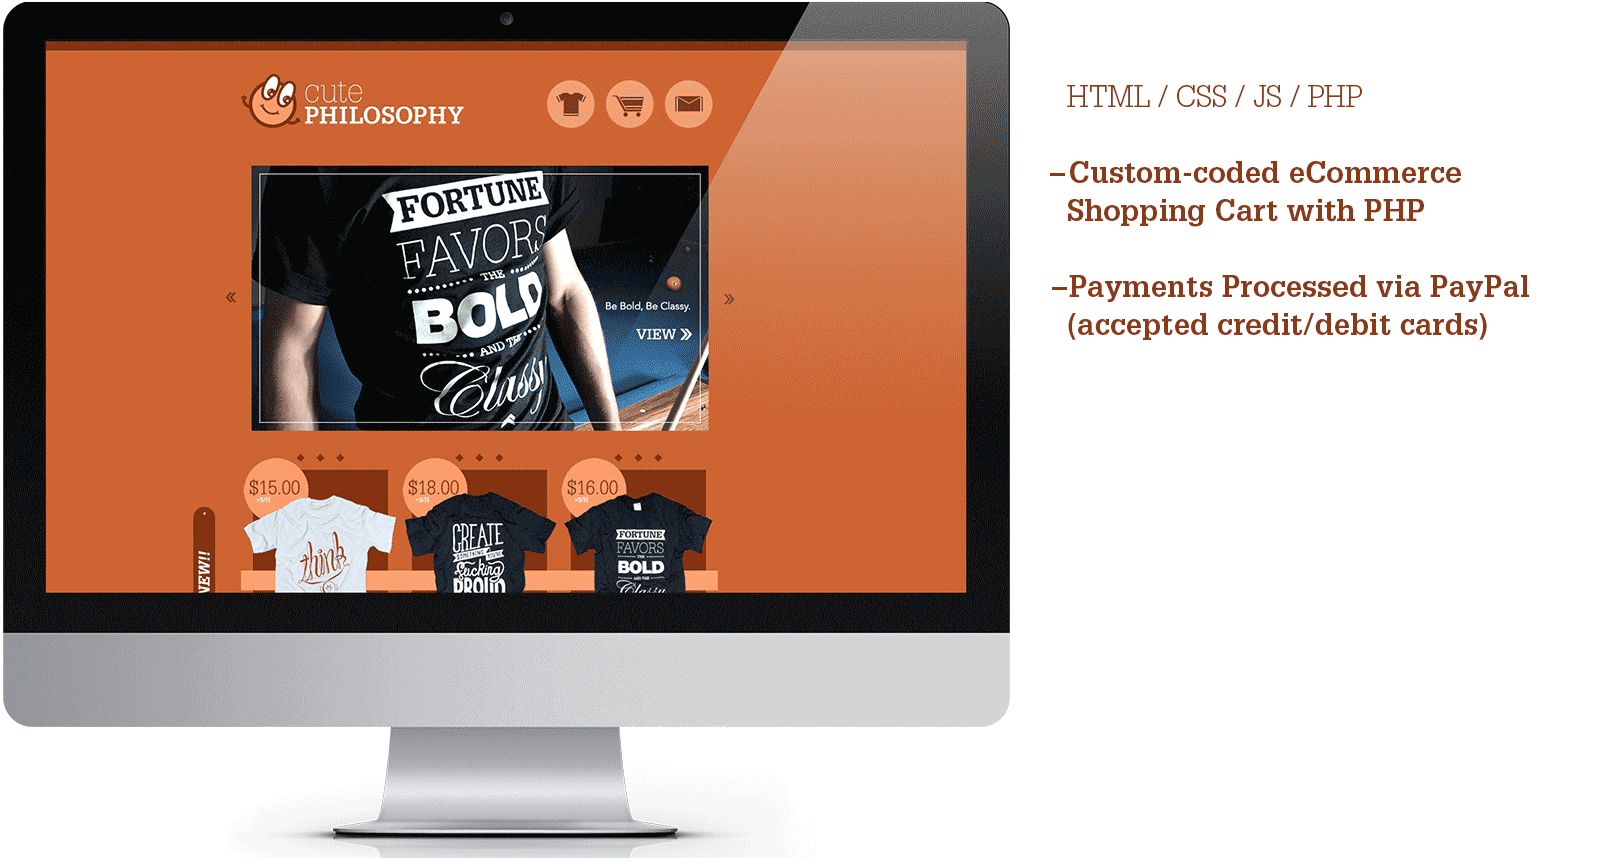 cute
PHILOSOPHY
HTML / CSS / JS / PHP
–Custom-coded eCommerce
Shopping Cart with PHP
–Payments Processed via PayPal
(accepted credit/debit cards)
FORTUNE
FAVORS
THE
BOLD
AND THE
Classy
Be Bold, Be Classy.
VIEW »
«
»
$15.00
+S/H
$18.00
+S/H
$16.00
+S/H
NEW!!
think
CREATE
SOMETHING YOU'RE
Fucking
PROUD
FORTUNE
FAVORS
THE
BOLD
AND THE
Classy